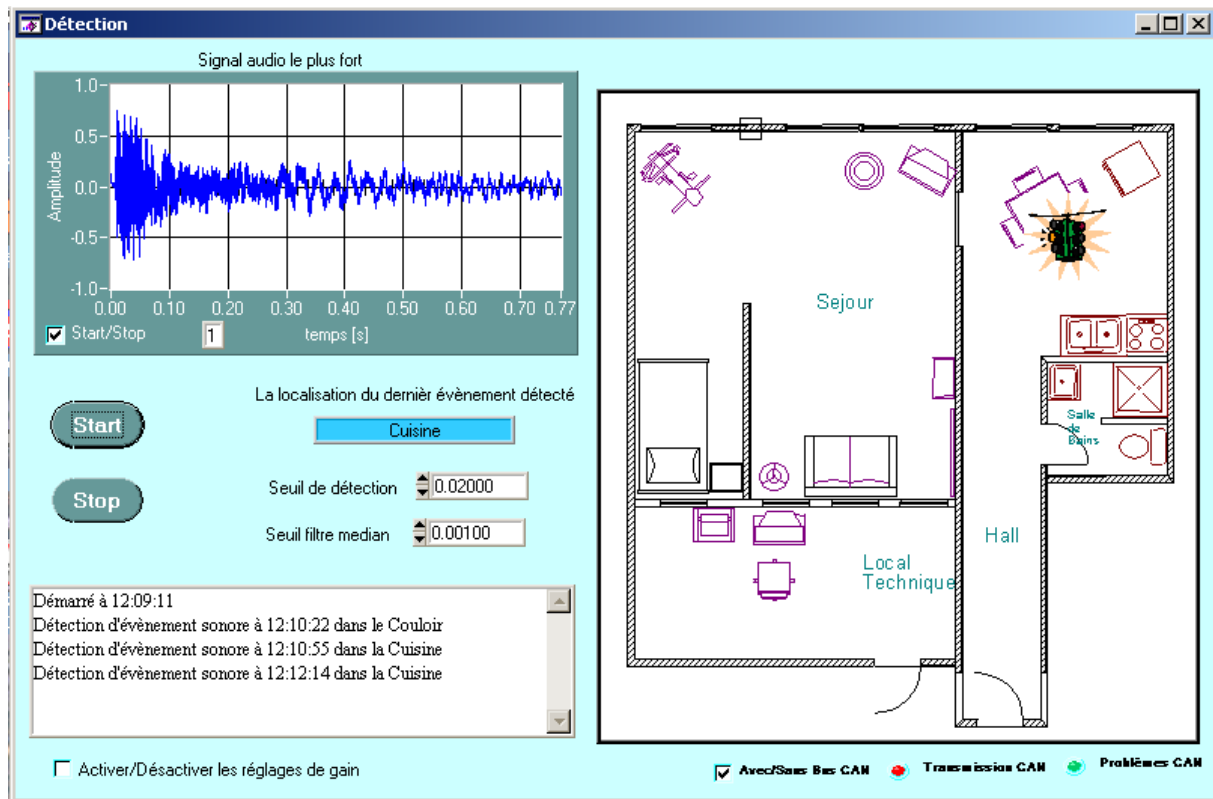 Détection
Signal audio le plus fort
1.0
0.5
0.0
-0.5
-1.0
Amplitude
0.00 0.10 0.20 0.30 0.40 0.50 0.60 0.70 0.77
Start/Stop 1 temps [s]
La localisation du dernièr évènement détecté
Start
Cuisine
Stop
Seuil de détection 0.02000
Seuil filtre median 0.00100
Démarré à 12:09:11
Détection d'évènement sonore à 12:10:22 dans le Couloir
Détection d'évènement sonore à 12:10:55 dans la Cuisine
Détection d'évènement sonore à 12:12:14 dans la Cuisine
Activer/Désactiver les réglages de gain
Sejour
Salle
de
Bains
Hall
Local
Technique
Avec/Sans Bus CAN Transmission CAN Problèmes CAN